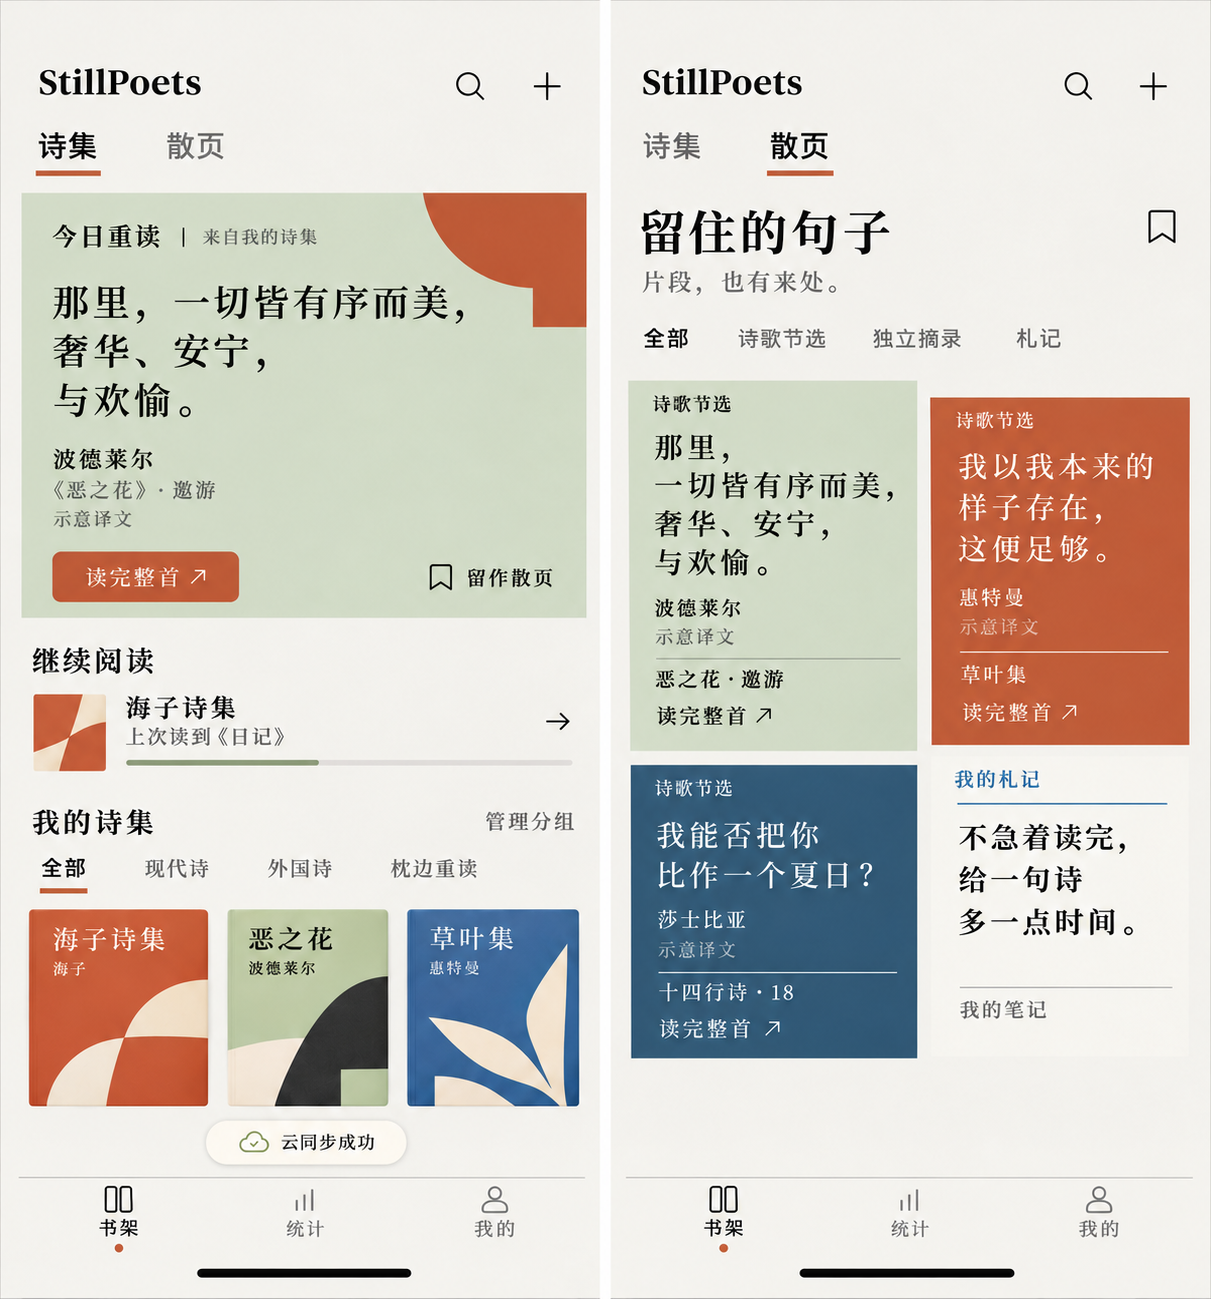 StillPoets
诗集 散页
今日重读 | 来自我的诗集
那里，一切皆有序而美，
奢华、安宁，
与欢愉。
波德莱尔
《恶之花》· 邀游
示意译文
读完整首 ↗ 留作散页
继续阅读
海子诗集
上次读到《日记》
我的诗集 管理分组
全部 现代诗 外国诗 枕边重读
海子诗集
海子
恶之花
波德莱尔
草叶集
惠特曼
云同步成功
书架 统计 我的
StillPoets
诗集 散页
留住的句子
片段，也有来处。
全部 诗歌节选 独立摘录 札记
诗歌节选
那里，
一切皆有序而美，
奢华、安宁，
与欢愉。
波德莱尔
示意译文
恶之花 · 邀游
读完整首 ↗
诗歌节选
我以我本来的
样子存在，
这便足够。
惠特曼
示意译文
草叶集
读完整首 ↗
诗歌节选
我能否把你
比作一个夏日？
莎士比亚
示意译文
十四行诗 · 18
读完整首 ↗
我的札记
不急着读完，
给一句诗
多一点时间。
我的笔记
书架 统计 我的